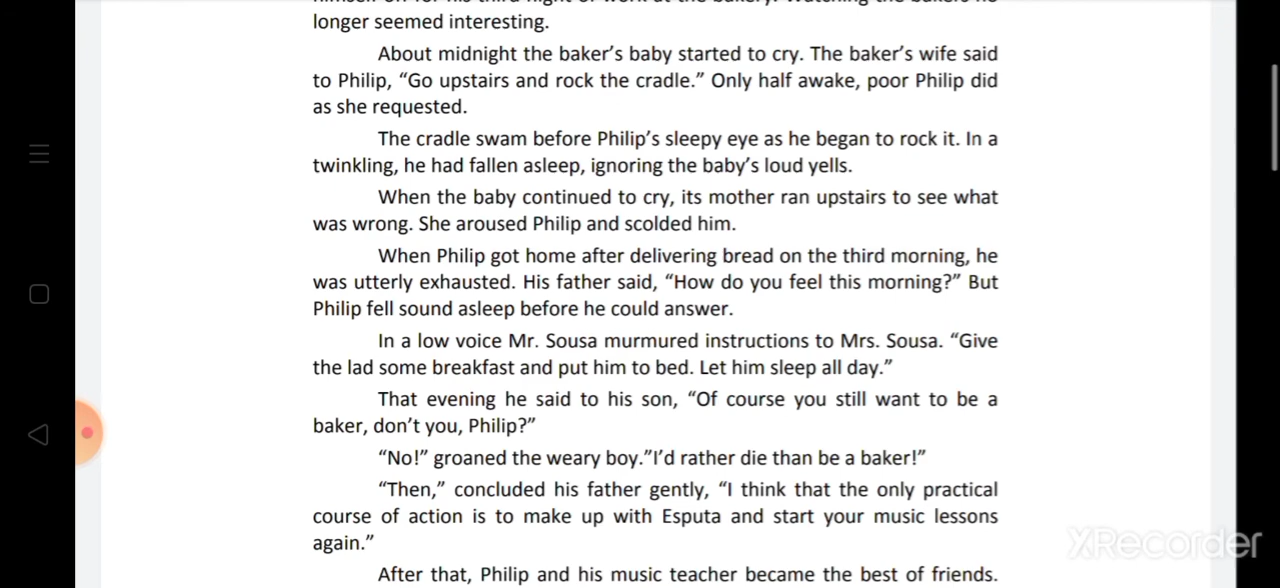 longer seemed interesting.
About midnight the baker's baby started to cry. The baker's wife said
to Philip, “Go upstairs and rock the cradle.” Only half awake, poor Philip did
as she requested.
The cradle swam before Philip's sleepy eye as he began to rock it. In a
twinkling, he had fallen asleep, ignoring the baby's loud yells.
When the baby continued to cry, its mother ran upstairs to see what
was wrong. She aroused Philip and scolded him.
When Philip got home after delivering bread on the third morning, he
was utterly exhausted. His father said, “How do you feel this morning?” But
Philip fell sound asleep before he could answer.
In a low voice Mr. Sousa murmured instructions to Mrs. Sousa. “Give
the lad some breakfast and put him to bed. Let him sleep all day.”
That evening he said to his son, “Of course you still want to be a
baker, don't you, Philip?”
“No!” groaned the weary boy.”I'd rather die than be a baker!”
“Then,” concluded his father gently, “I think that the only practical
course of action is to make up with Esputa and start your music lessons
again.”
After that, Philip and his music teacher became the best of friends.
XRecorder